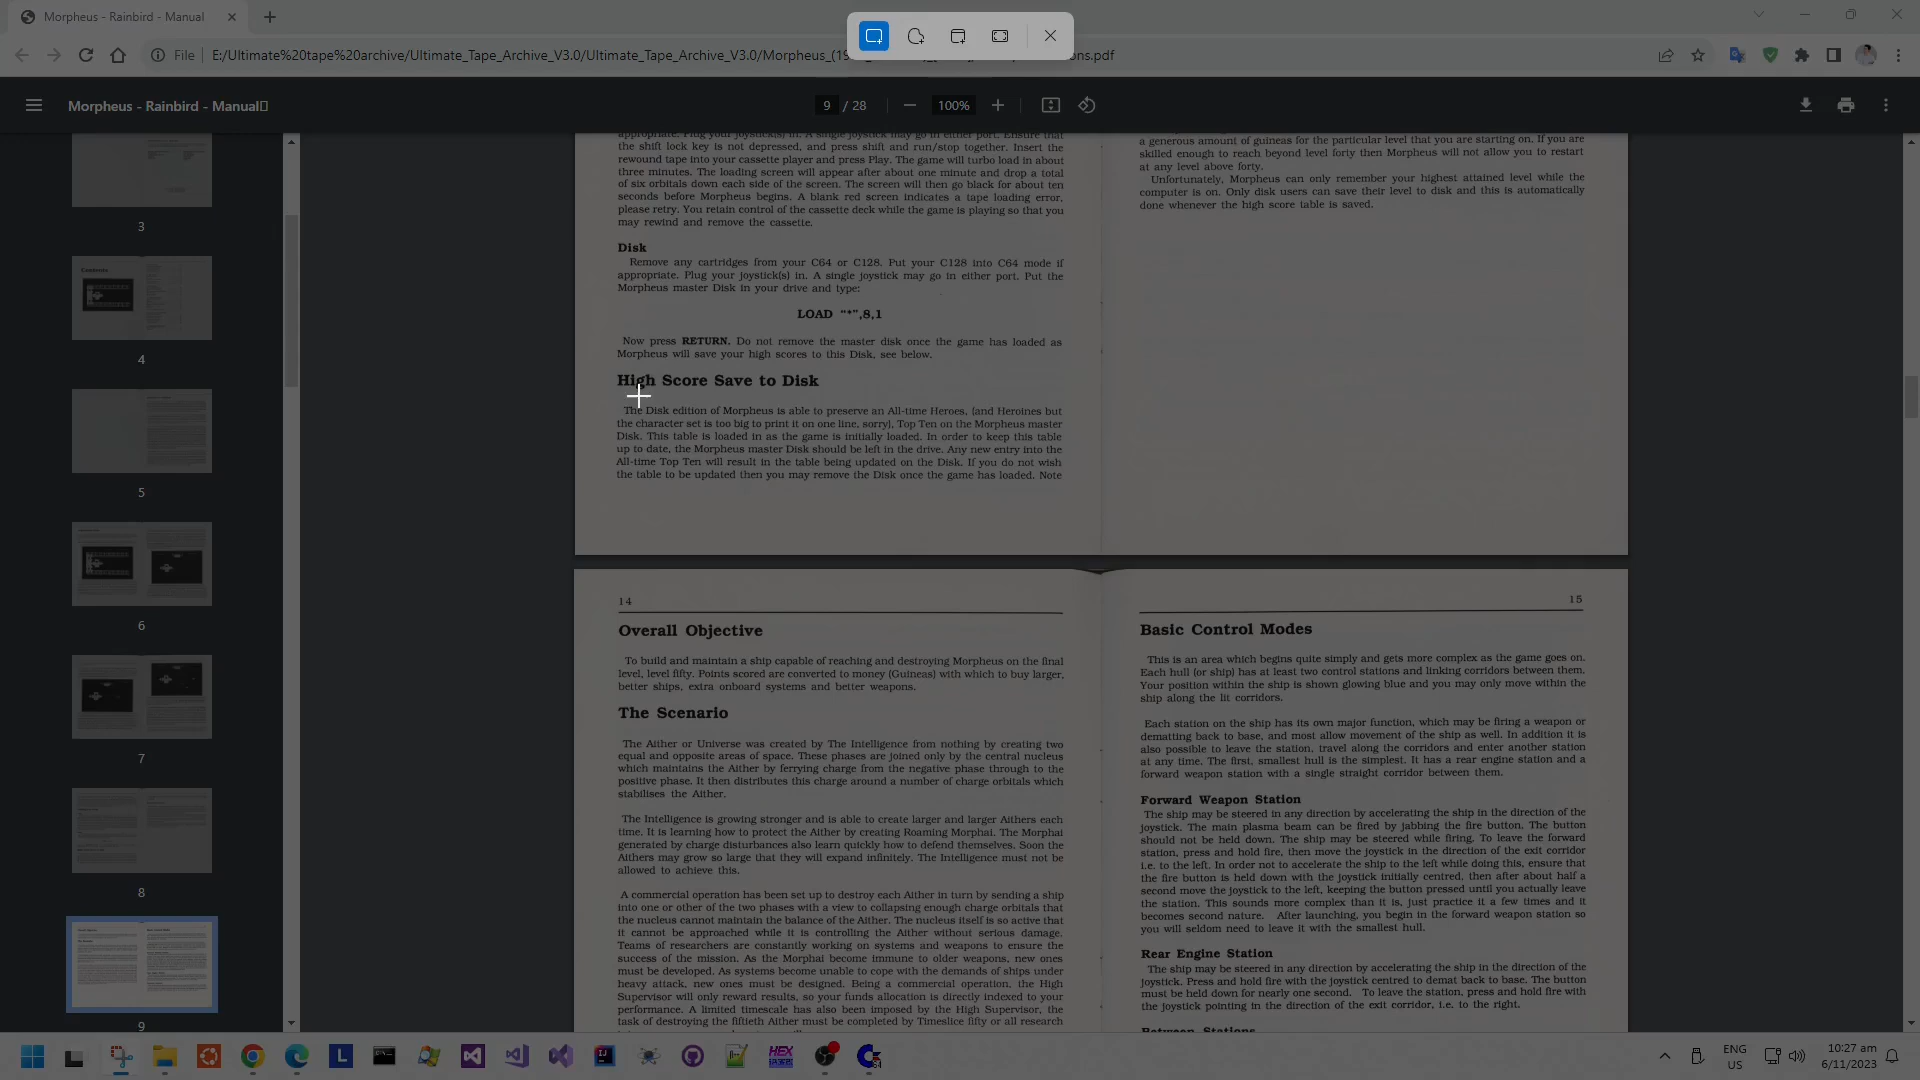 Morpheus - Rainbird - Manual
File
E:/Ultimate%20tape%20archive/Ultimate_Tape_Archive_V3.0/Ultimate_Tape_Archive_V3.0/Morpheus_(19
ons.pdf
Morpheus - Rainbird - Manual
9 / 28
100%
3
Contents
4
5
6
7
8
9
appropriate. Plug your joystick(s) in. A single joystick may go in either port. Ensure that
the shift lock key is not depressed, and press shift and run/stop together. Insert the
rewound tape into your cassette player and press Play. The game will turbo load in about
three minutes. The loading screen will appear after about one minute and drop a total
of six orbitals down each side of the screen. The screen will then go black for about ten
seconds before Morpheus begins. A blank red screen indicates a tape loading error,
please retry. You retain control of the cassette deck while the game is playing so that you
may rewind and remove the cassette.
Disk
Remove any cartridges from your C64 or C128. Put your C128 into C64 mode if
appropriate. Plug your joystick(s) in. A single joystick may go in either port. Put the
Morpheus master Disk in your drive and type:
LOAD “*”,8,1
Now press RETURN. Do not remove the master disk once the game has loaded as
Morpheus will save your high scores to this Disk, see below.
High Score Save to Disk
The Disk edition of Morpheus is able to preserve an All-time Heroes, (and Heroines but
the character set is too big to print it on one line, sorry), Top Ten on the Morpheus master
Disk. This table is loaded in as the game is initially loaded. In order to keep this table
up to date, the Morpheus master Disk should be left in the drive. Any new entry into the
All-time Top Ten will result in the table being updated on the Disk. If you do not wish
the table to be updated then you may remove the Disk once the game has loaded. Note
a generous amount of guineas for the particular level that you are starting on. If you are
skilled enough to reach beyond level forty then Morpheus will not allow you to restart
at any level above forty.
Unfortunately, Morpheus can only remember your highest attained level while the
computer is on. Only disk users can save their level to disk and this is automatically
done whenever the high score table is saved.
14
Overall Objective
To build and maintain a ship capable of reaching and destroying Morpheus on the final
level, level fifty. Points scored are converted to money (Guineas) with which to buy larger,
better ships, extra onboard systems and better weapons.
The Scenario
The Aither or Universe was created by The Intelligence from nothing by creating two
equal and opposite areas of space. These phases are joined only by the central nucleus
which maintains the Aither by ferrying charge from the negative phase through to the
positive phase. It then distributes this charge around a number of charge orbitals which
stabilises the Aither.
The Intelligence is growing stronger and is able to create larger and larger Aithers each
time. It is learning how to protect the Aither by creating Roaming Morphai. The Morphai
generated by charge disturbances also learn quickly how to defend themselves. Soon the
Aithers may grow so large that they will expand infinitely. The Intelligence must not be
allowed to achieve this.
A commercial operation has been set up to destroy each Aither in turn by sending a ship
into one or other of the two phases with a view to collapsing enough charge orbitals that
the nucleus cannot maintain the balance of the Aither. The nucleus itself is so active that
it cannot be approached while it is controlling the Aither without serious damage.
Teams of researchers are constantly working on systems and weapons to ensure the
success of the mission. As the Morphai become immune to older weapons, new ones
must be developed. As systems become unable to cope with the demands of ships under
heavy attack, new ones must be designed. Being a commercial operation, the High
Supervisor will only reward results, so your funds allocation is directly indexed to your
performance. A limited timescale has also been imposed by the High Supervisor, the
task of destroying the fiftieth Aither must be completed by Timeslice fifty or all research
15
Basic Control Modes
This is an area which begins quite simply and gets more complex as the game goes on.
Each hull (or ship) has at least two control stations and linking corridors between them.
Your position within the ship is shown glowing blue and you may only move within the
ship along the lit corridors.
Each station on the ship has its own major function, which may be firing a weapon or
dematting back to base, and most allow movement of the ship as well. In addition it is
also possible to leave the station, travel along the corridors and enter another station
at any time. The first, smallest hull is the simplest. It has a rear engine station and a
forward weapon station with a single straight corridor between them.
Forward Weapon Station
The ship may be steered in any direction by accelerating the ship in the direction of the
joystick. The main plasma beam can be fired by jabbing the fire button. The button
should not be held down. The ship may be steered while firing. To leave the forward
station, press and hold fire, then move the joystick in the direction of the exit corridor
i.e. to the left. In order not to accelerate the ship to the left while doing this, ensure that
the fire button is held down with the joystick initially centred, then after about half a
second move the joystick to the left, keeping the button pressed until you actually leave
the station. This sounds more complex than it is, just practice it a few times and it
becomes second nature. After launching, you begin in the forward weapon station so
you will seldom need to leave it with the smallest hull.
Rear Engine Station
The ship may be steered in any direction by accelerating the ship in the direction of the
joystick. Press and hold fire with the joystick centred to demat back to base. The button
must be held down for nearly one second. To leave the station, press and hold fire with
the joystick pointing in the direction of the exit corridor, i.e. to the right.
Between Stations
ENG
US
10:27 am
6/11/2023